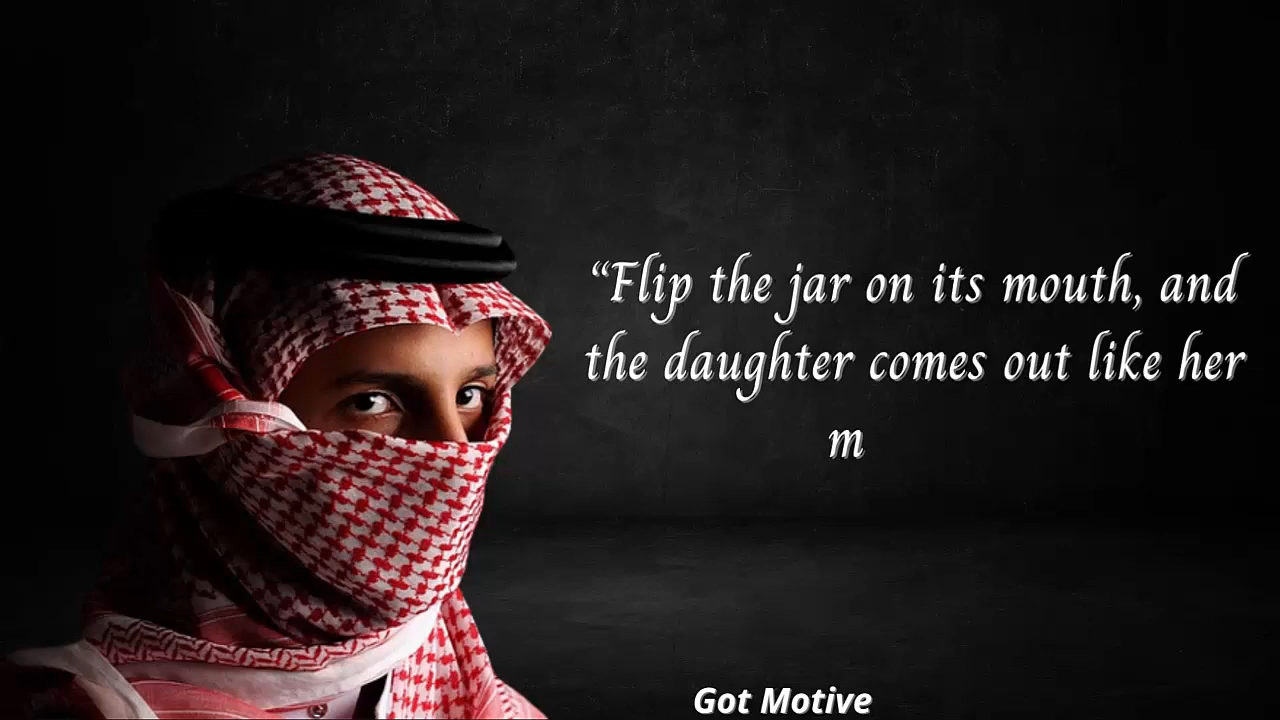 “Flip the jar on its mouth, and
the daughter comes out like her
m
Got Motive